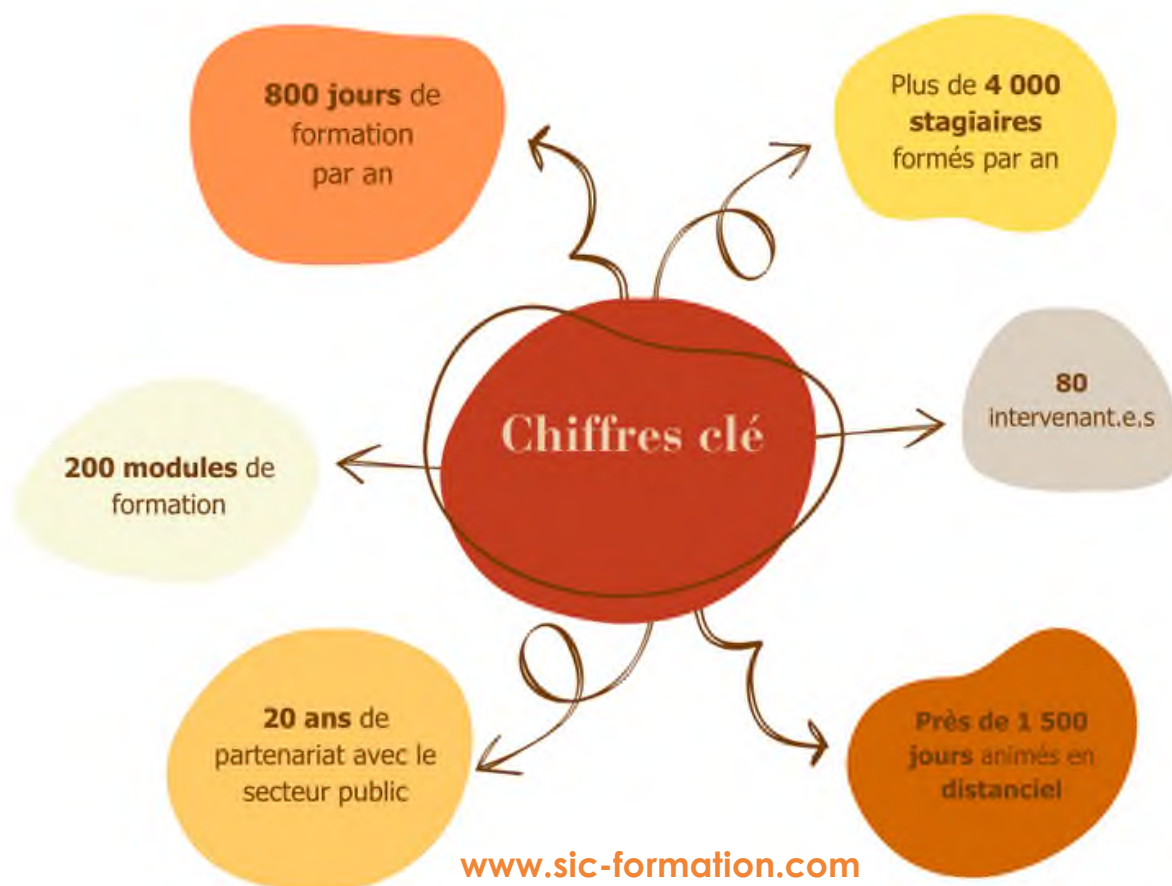 800 jours de
formation
par an
Plus de 4 000
stagiaires
formés par an
Chiffres clé
80
intervenant.e.s
200 modules de
formation
20 ans de
partenariat avec le
secteur public
Près de 1 500
jours animés en
distanciel
www.sic-formation.com